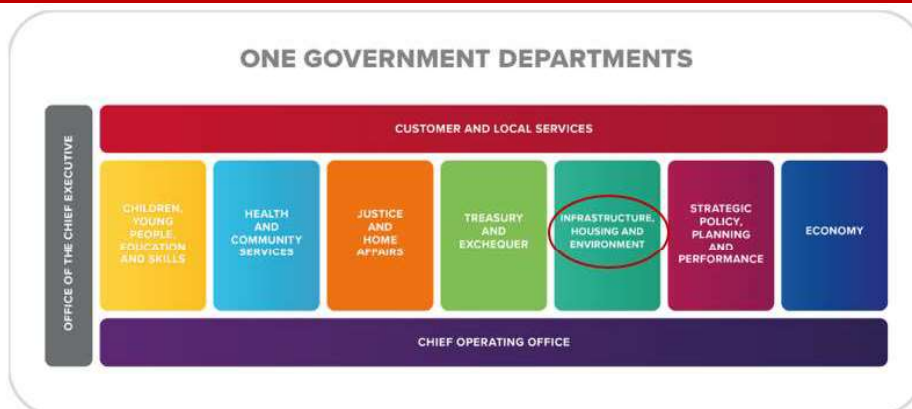 ONE GOVERNMENT DEPARTMENTS
OFFICE OF THE CHIEF EXECUTIVE
CUSTOMER AND LOCAL SERVICES
CHILDREN,
YOUNG
PEOPLE,
EDUCATION
AND SKILLS
HEALTH
AND
COMMUNITY
SERVICES
JUSTICE
AND
HOME
AFFAIRS
TREASURY
AND
EXCHEQUER
INFRASTRUCTURE,
HOUSING AND
ENVIRONMENT
STRATEGIC
POLICY,
PLANNING
AND
PERFORMANCE
ECONOMY
CHIEF OPERATING OFFICE